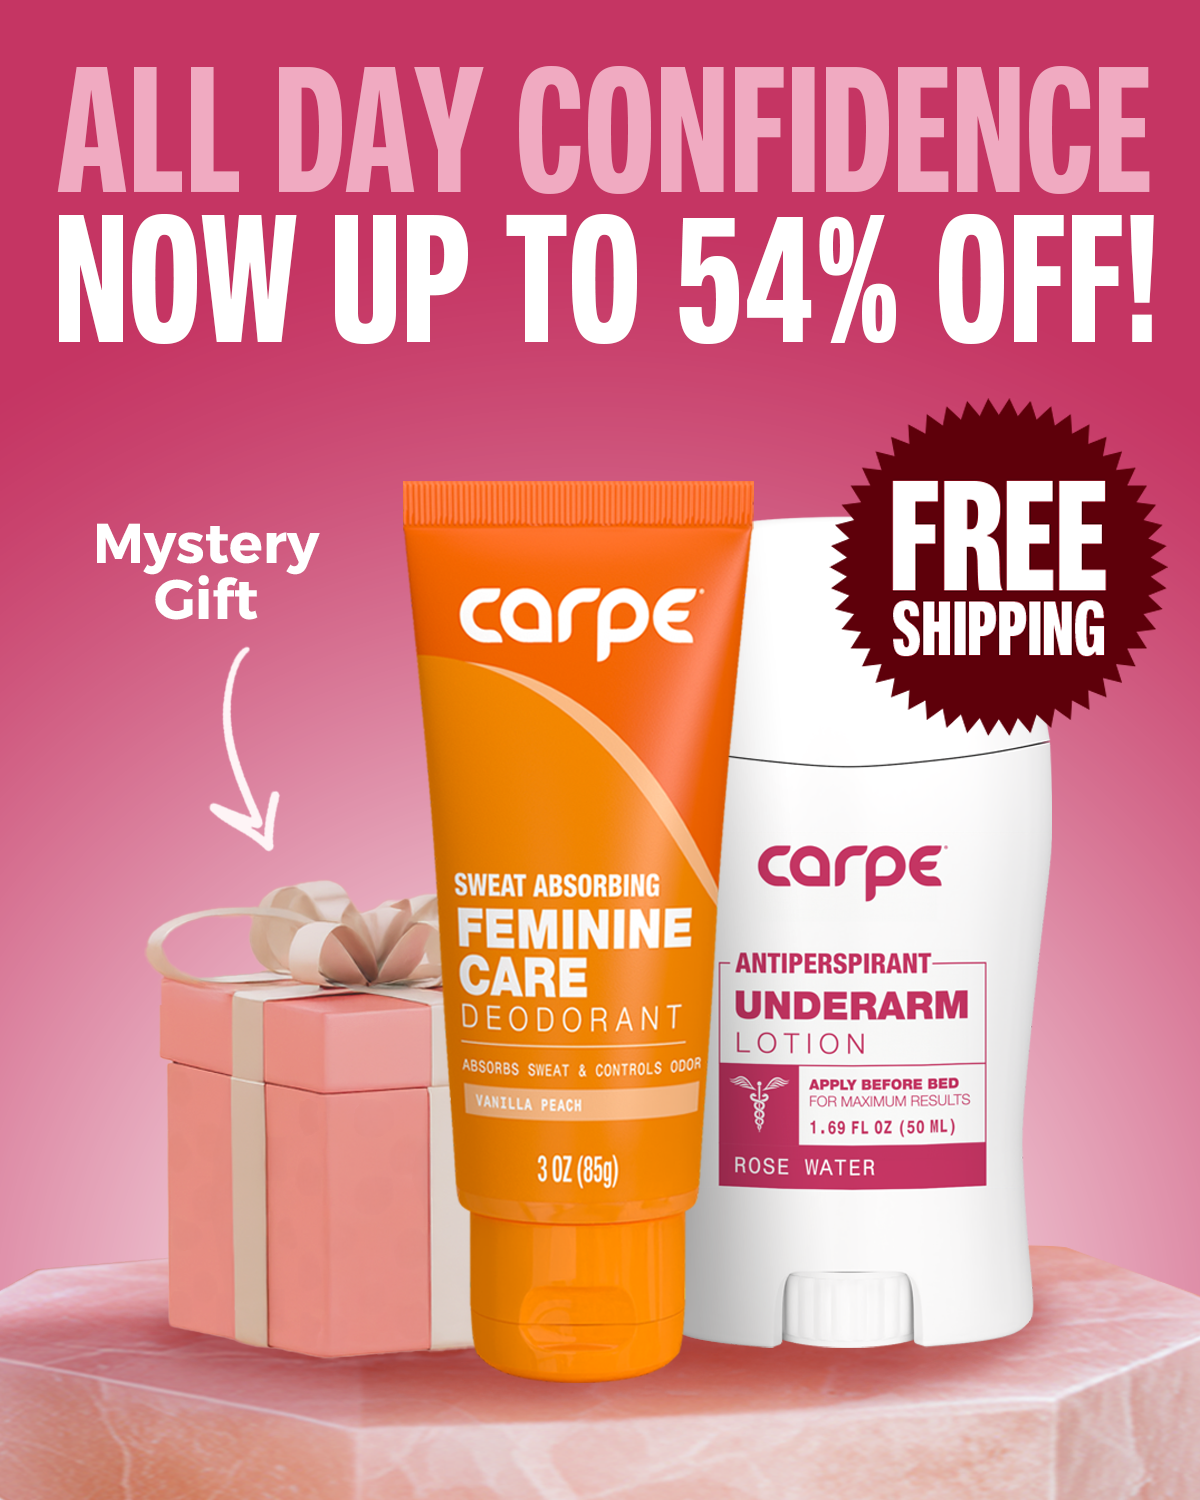 ALL DAY CONFIDENCE
NOW UP TO 54% OFF!
FREE
SHIPPING
Mystery
Gift
carpe
SWEAT ABSORBING
FEMININE
CARE
DEODORANT
ABSORBS SWEAT & CONTROLS ODOR
VANILLA PEACH
3 OZ (85g)
carpe
ANTIPERSPIRANT
UNDERARM
LOTION
APPLY BEFORE BED
FOR MAXIMUM RESULTS
1.69 FL OZ (50 ML)
ROSE WATER